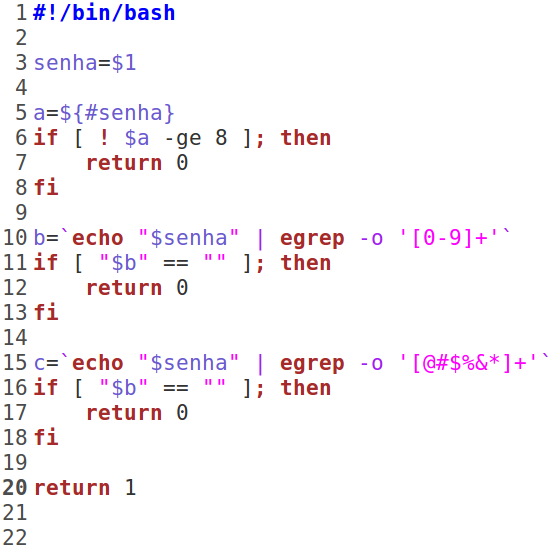 1 #!/bin/bash
2
3 senha=$1
4
5 a=${#senha}
6 if [ ! $a -ge 8 ]; then
7     return 0
8 fi
9
10 b=`echo "$senha" | egrep -o '[0-9]+'`
11 if [ "$b" == "" ]; then
12     return 0
13 fi
14
15 c=`echo "$senha" | egrep -o '[@#$%&*]+'`
16 if [ "$b" == "" ]; then
17     return 0
18 fi
19
20 return 1
21
22